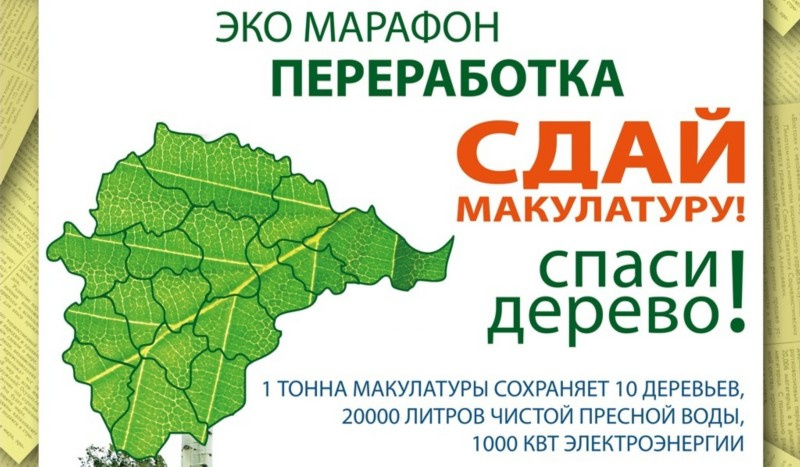 ЭКО МАРАФОН
ПЕРЕРАБОТКА
СДАЙ
МАКУЛАТУРУ!
спаси
дерево!
1 ТОННА МАКУЛАТУРЫ СОХРАНЯЕТ 10 ДЕРЕВЬЕВ,
20000 ЛИТРОВ ЧИСТОЙ ПРЕСНОЙ ВОДЫ,
1000 КВТ ЭЛЕКТРОЭНЕРГИИ